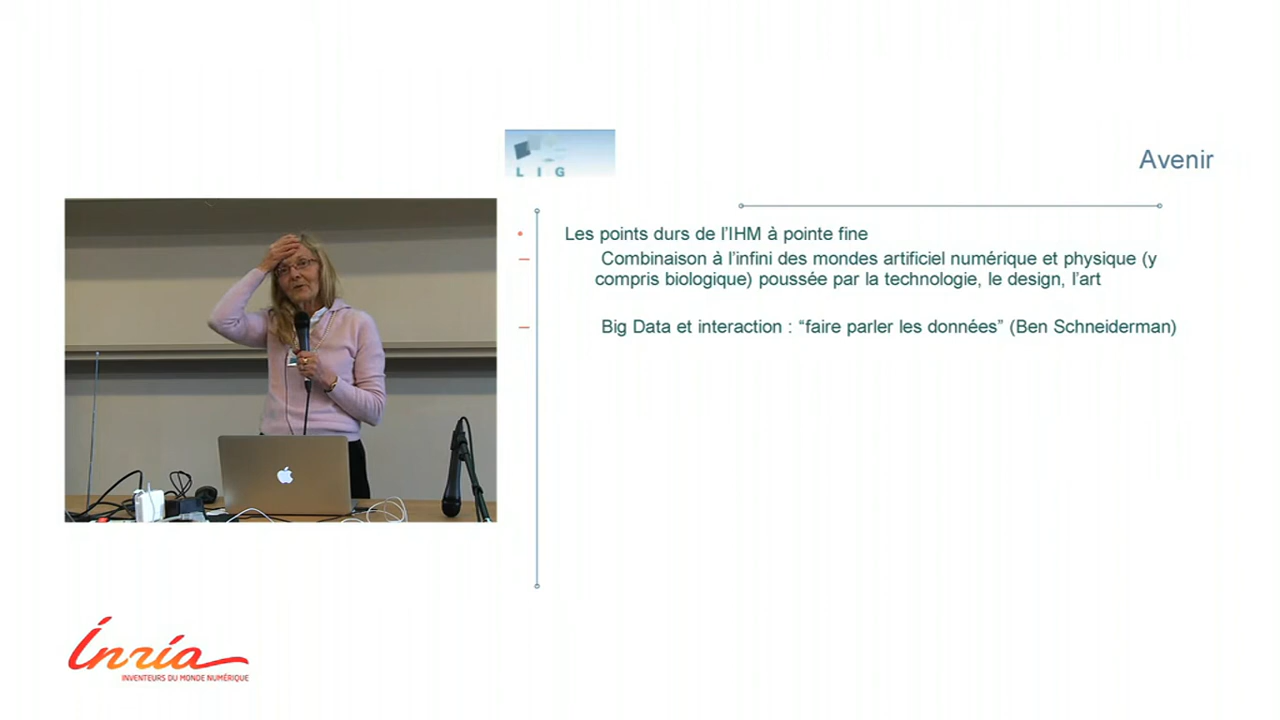 LIG
Avenir
• Les points durs de l’IHM à pointe fine
– Combinaison à l’infini des mondes artificiel numérique et physique (y
compris biologique) poussée par la technologie, le design, l’art
– Big Data et interaction : “faire parler les données” (Ben Schneiderman)
Inria
INVENTEURS DU MONDE NUMÉRIQUE